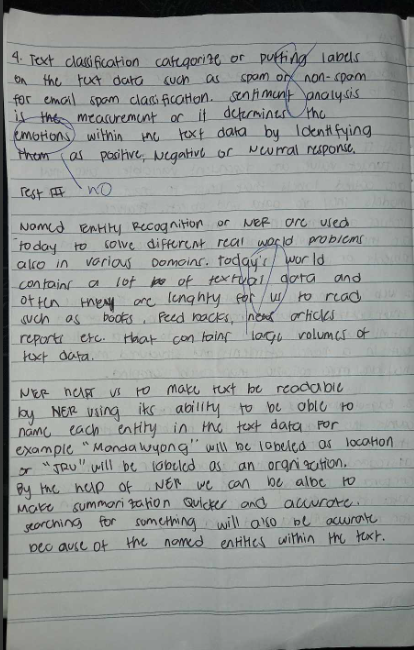 4. Text classification categorize or putting labels
on the text data such as spam or non-spam
for email spam classification. sentiment analysis
is the measurement or it determines the
emotions within the text data by Identifying
them as positive, Negative or Neutral response.
Test III
NO
Named Entity Recognition or NER are used
today to solve different real world problems
also in various Domains. today's world
contains a lot of textual data and
often they are lenghty for us to read
such as books, Feed backs, news articles
reports etc. that contains large volumes of
text data.
NER helps us to make text be readable
by NER using its ability to be able to
name each entity in the text data For
example "Mandaluyong" will be labeled as location
or "JRU" will be labeled as an orgnization.
By the help of NER we can be albe to
make summarization Quicker and accurate.
searching for something will also be accurate
because of the named entities within the text.